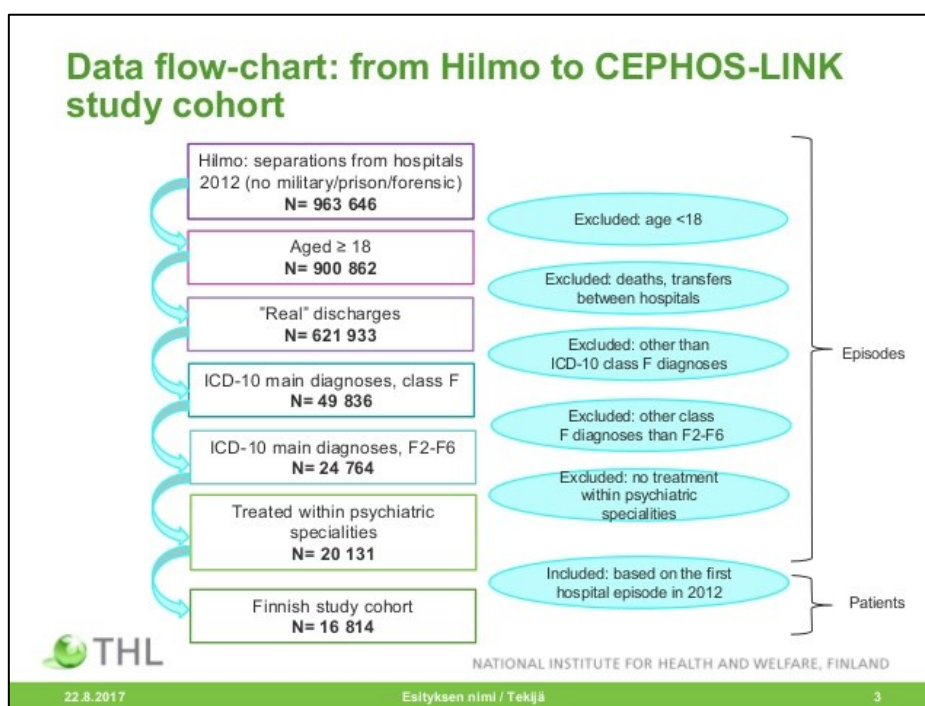 Data flow-chart: from Hilmo to CEPHOS-LINK
study cohort
Hilmo: separations from hospitals
2012 (no military/prison/forensic)
N= 963 646
Excluded: age <18
Aged ≥ 18
N= 900 862
Excluded: deaths, transfers
between hospitals
"Real" discharges
N= 621 933
Excluded: other than
ICD-10 class F diagnoses
Episodes
ICD-10 main diagnoses, class F
N= 49 836
Excluded: other class
F diagnoses than F2-F6
ICD-10 main diagnoses, F2-F6
N= 24 764
Excluded: no treatment
within psychiatric
specialities
Treated within psychiatric
specialities
N= 20 131
Included: based on the first
hospital episode in 2012
Patients
Finnish study cohort
N= 16 814
THL
NATIONAL INSTITUTE FOR HEALTH AND WELFARE, FINLAND
22.8.2017
Esityksen nimi / Tekijä
3